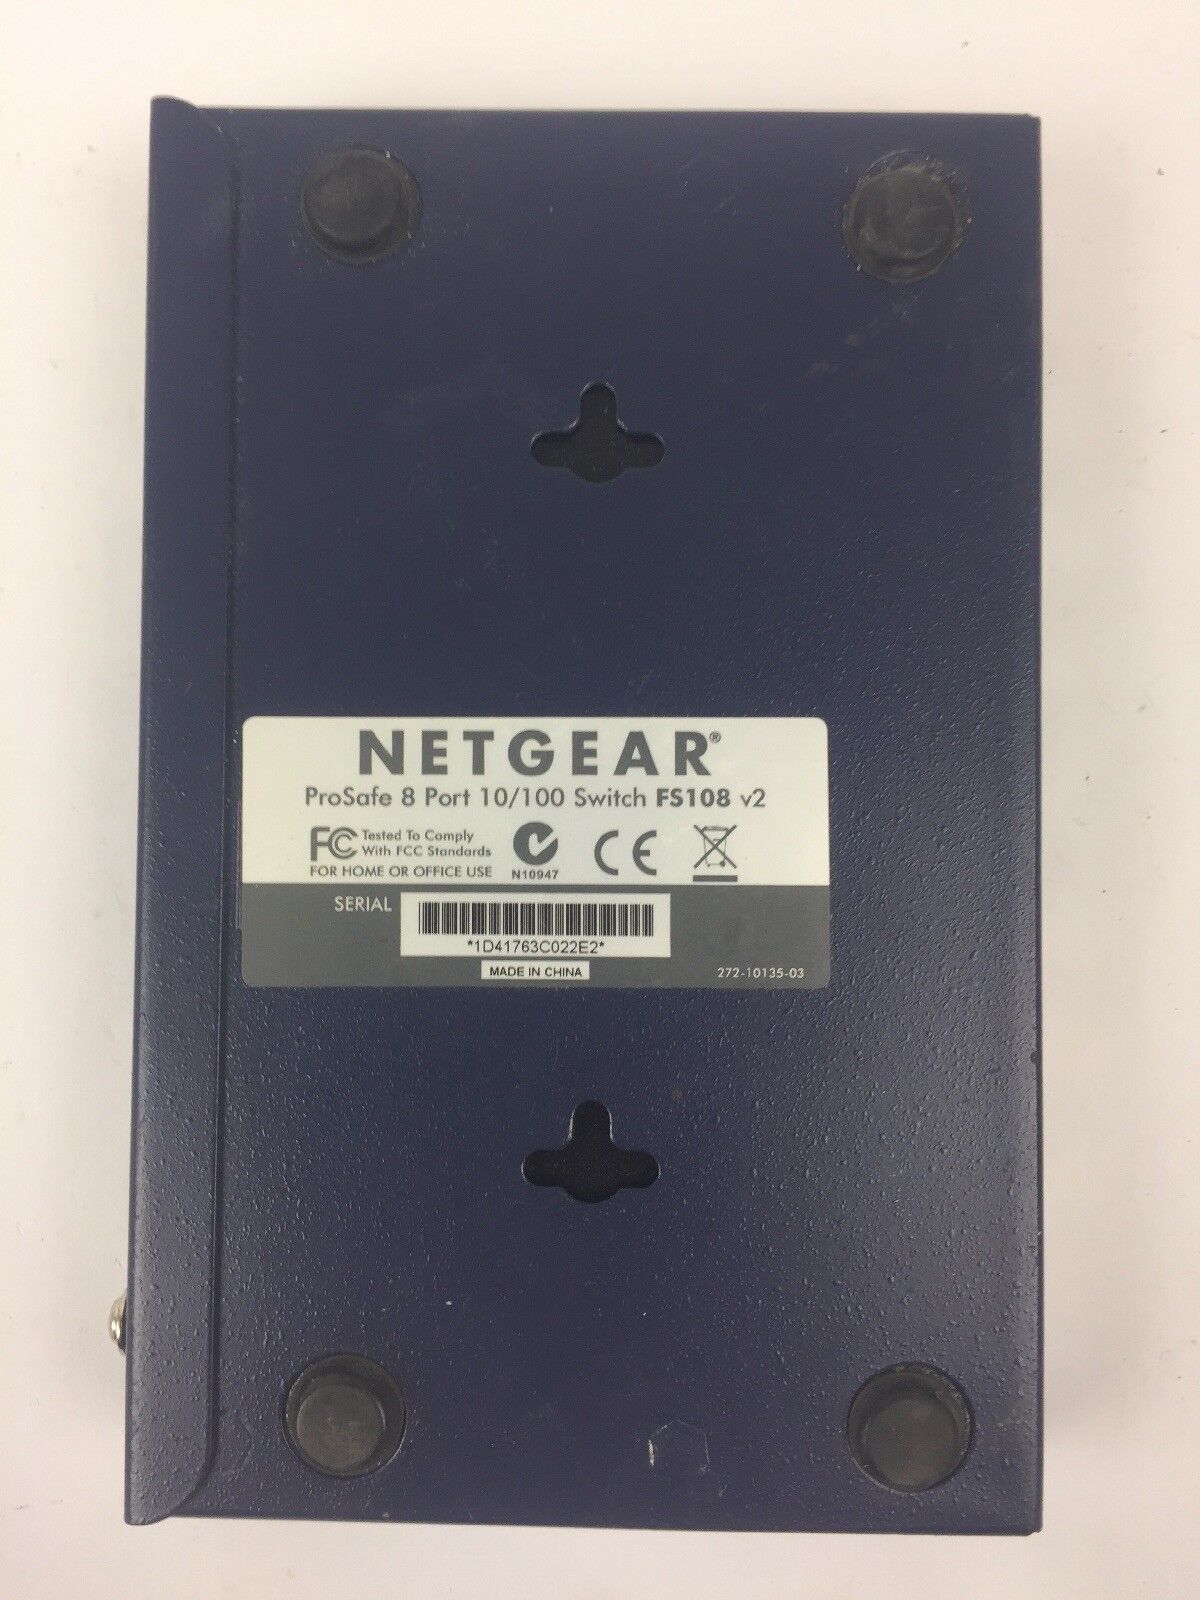 NETGEAR®
ProSafe 8 Port 10/100 Switch FS108 v2
FC Tested To Comply
With FCC Standards
FOR HOME OR OFFICE USE
N10947
CE
SERIAL
*1D41763C022E2*
MADE IN CHINA
272-10135-03